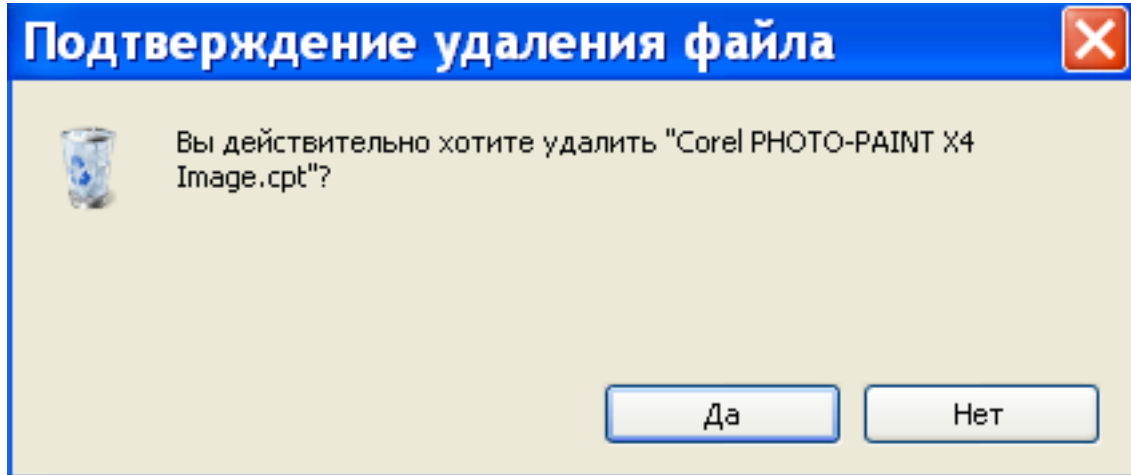 Подтверждение удаления файла
Вы действительно хотите удалить "Corel PHOTO-PAINT X4
Image.cpt"?
Да
Нет